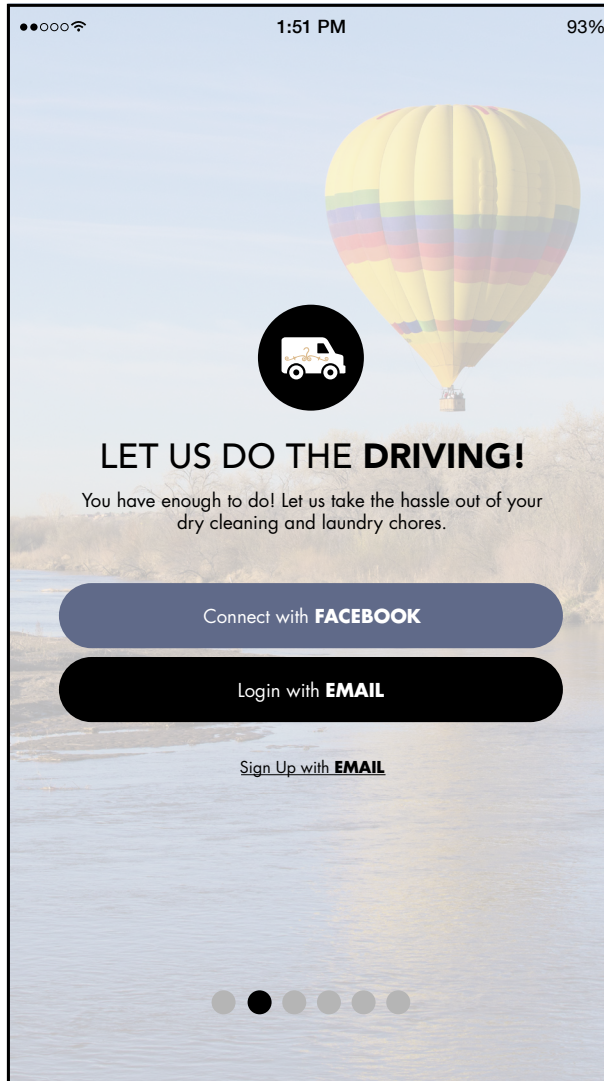 1:51 PM
93%
LET US DO THE DRIVING!
You have enough to do! Let us take the hassle out of your
dry cleaning and laundry chores.
Connect with FACEBOOK
Login with EMAIL
Sign Up with EMAIL